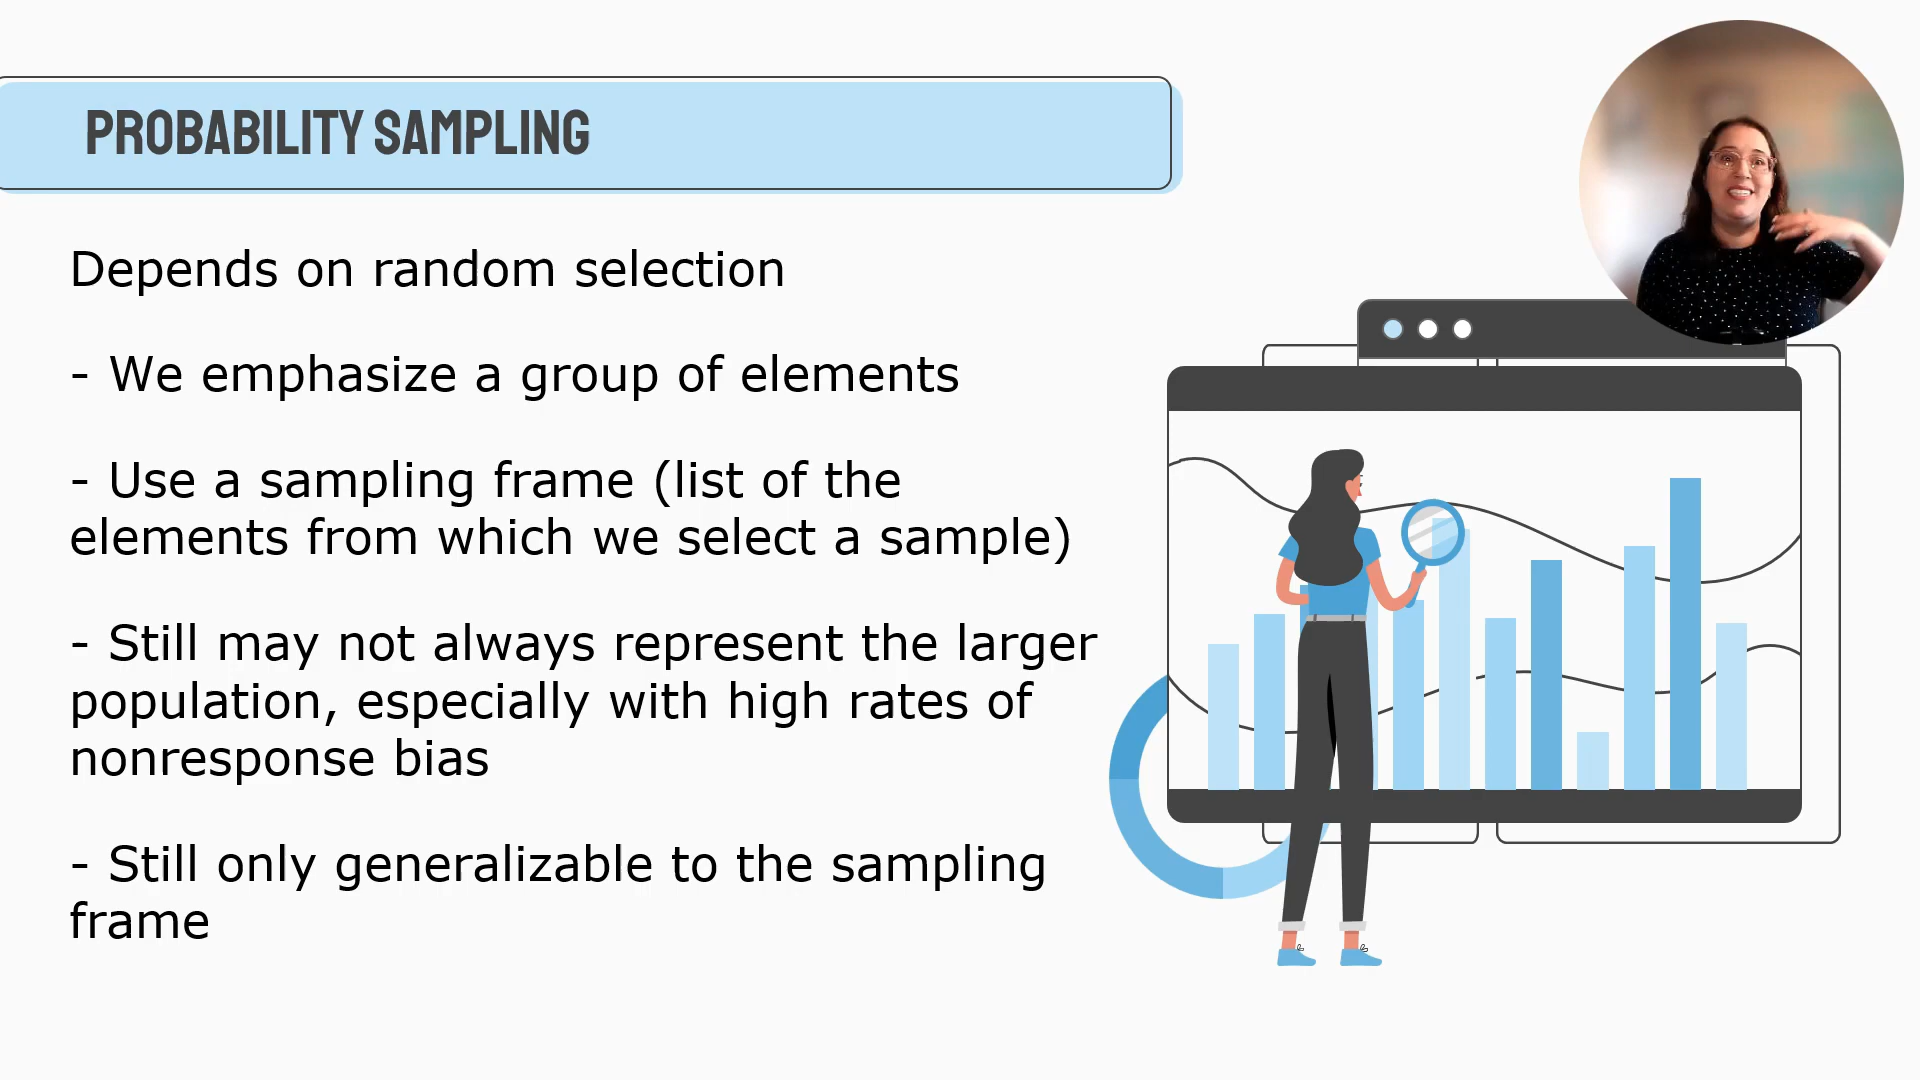 PROBABILITY SAMPLING
Depends on random selection
- We emphasize a group of elements
- Use a sampling frame (list of the
elements from which we select a sample)
- Still may not always represent the larger
population, especially with high rates of
nonresponse bias
- Still only generalizable to the sampling
frame